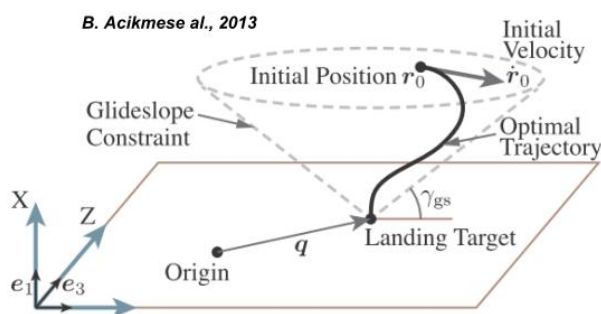 B. Acikmese al., 2013
Initial
Velocity
Initial Position r₀
ṙ₀
Glideslope
Constraint
Optimal
Trajectory
X
Z
γgs
q
Landing Target
Origin
e₁
e₃